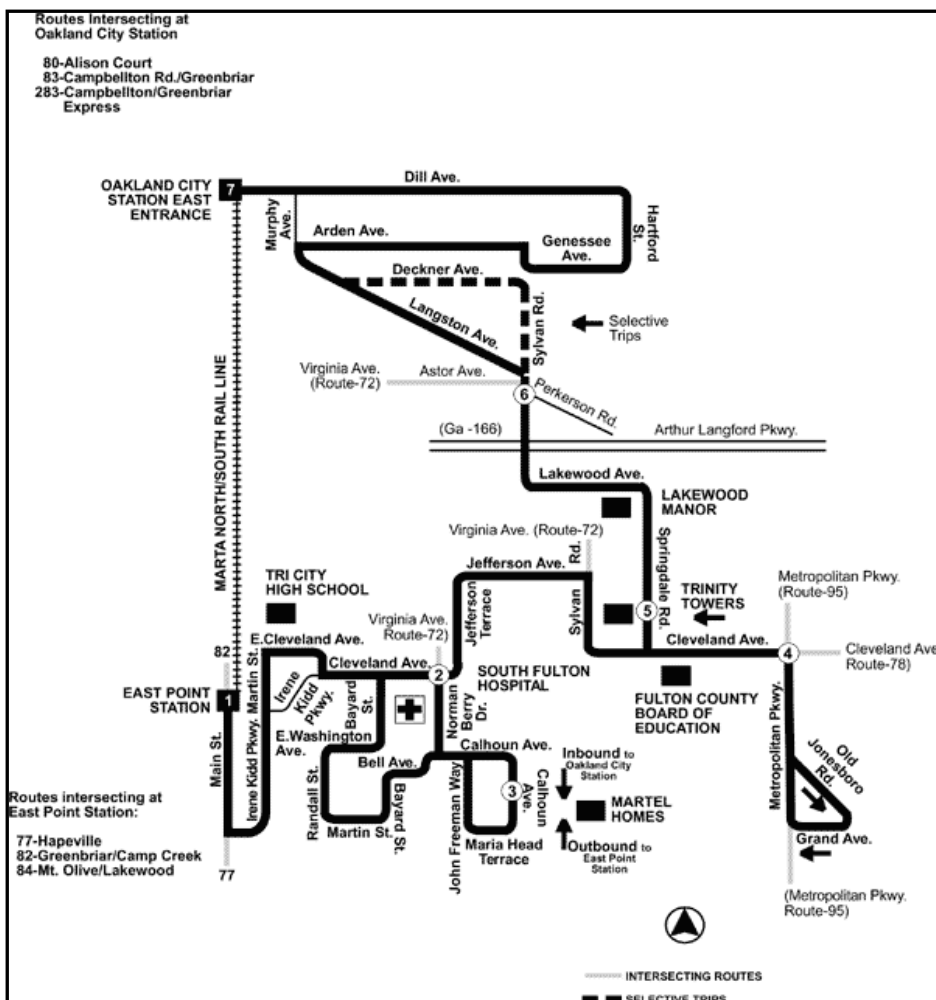 Routes Intersecting at
Oakland City Station
80-Alison Court
83-Campbellton Rd./Greenbriar
283-Campbellton/Greenbriar
Express
OAKLAND CITY
STATION EAST
ENTRANCE
7
Dill Ave.
Murphy
Ave.
Hartford
St.
Arden Ave.
Genessee
Ave.
Deckner Ave.
Langston Ave.
Sylvan Rd.
Selective
Trips
Virginia Ave.
(Route-72)
Astor Ave.
6
Perkerson Rd.
(Ga -166)
Arthur Langford Pkwy.
MARTA NORTH/SOUTH RAIL LINE
Lakewood Ave.
LAKEWOOD
MANOR
Virginia Ave. (Route-72)
Springdale Rd.
Jefferson Ave.
Rd.
Sylvan
Jefferson
Terrace
TRI CITY
HIGH SCHOOL
TRINITY
TOWERS
5
Metropolitan Pkwy.
(Route-95)
Virginia Ave.
Route-72)
E.Cleveland Ave.
82
Cleveland Ave.
2
Cleveland Ave.
4
Cleveland Ave
Route-78)
EAST POINT
STATION
1
Irene Kidd Pkwy. Martin St.
Irene
Kidd Pkwy.
Bayard
St.
SOUTH FULTON
HOSPITAL
Norman
Berry
Dr.
FULTON COUNTY
BOARD OF
EDUCATION
Main St.
E.Washington
Ave.
Bell Ave.
Calhoun Ave.
Inbound to
Oakland City
Station
Metropolitan Pkwy.
Old
Jonesboro
Rd.
Randall St.
Martin St.
Bayard St.
John Freeman Way
3
Calhoun
Ave.
MARTEL
HOMES
Maria Head
Terrace
Outbound to
East Point
Station
Grand Ave.
Routes intersecting at
East Point Station:
77-Hapeville
82-Greenbriar/Camp Creek
84-Mt. Olive/Lakewood
77
(Metropolitan Pkwy.
Route-95)
INTERSECTING ROUTES
SELECTIVE TRIPS